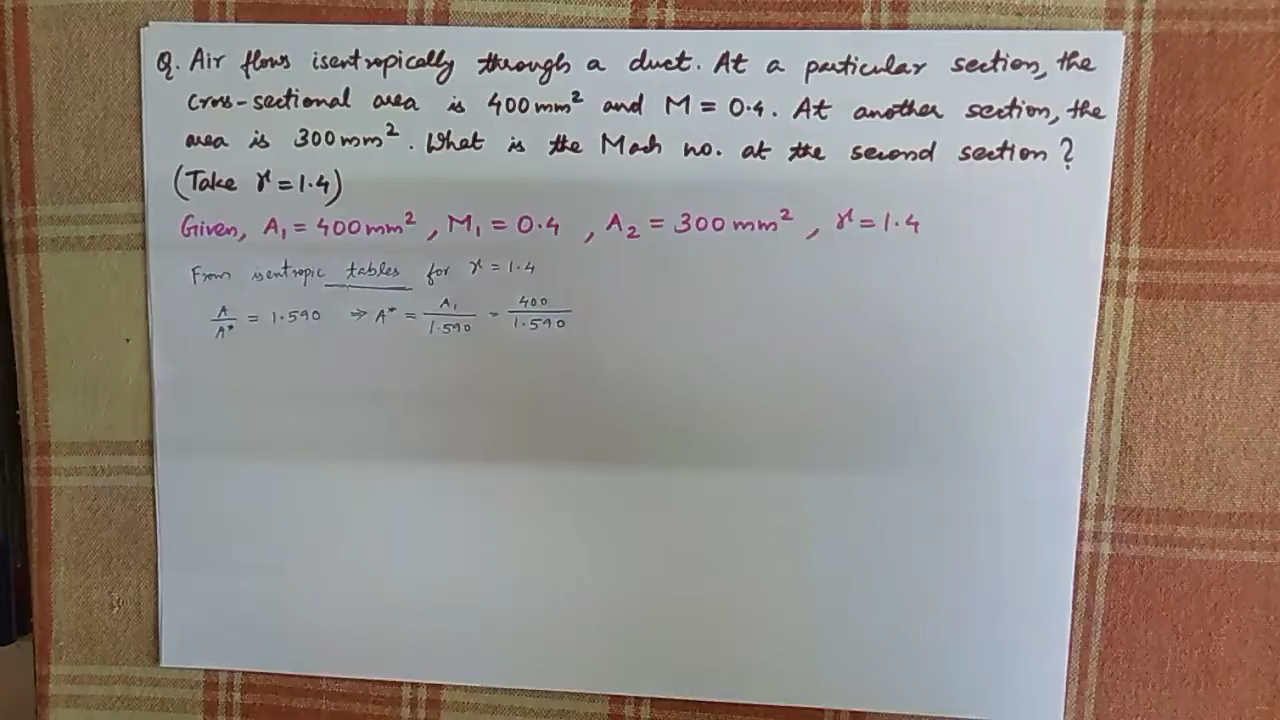 Q. Air flows isentropically through a duct. At a particular section, the
cross-sectional area is 400 mm² and M = 0.4. At another section, the
area is 300 mm². What is the Mach no. at the second section?
(Take γ = 1.4)
Given, A₁ = 400 mm², M₁ = 0.4, A₂ = 300 mm², γ = 1.4
From isentropic tables for γ = 1.4
A/A* = 1.590 ⇒ A* = A₁/1.590 = 400/1.590